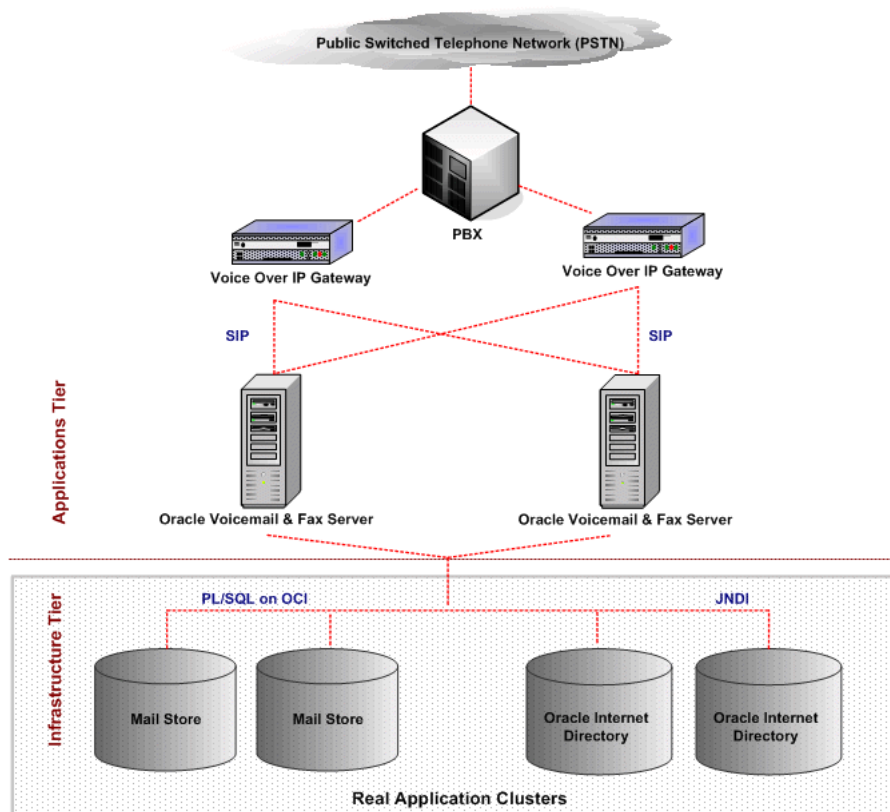 Public Switched Telephone Network (PSTN)
PBX
Voice Over IP Gateway
Voice Over IP Gateway
SIP
SIP
Applications Tier
Oracle Voicemail & Fax Server
Oracle Voicemail & Fax Server
Infrastructure Tier
PL/SQL on OCI
JNDI
Mail Store
Mail Store
Oracle Internet
Directory
Oracle Internet
Directory
Real Application Clusters